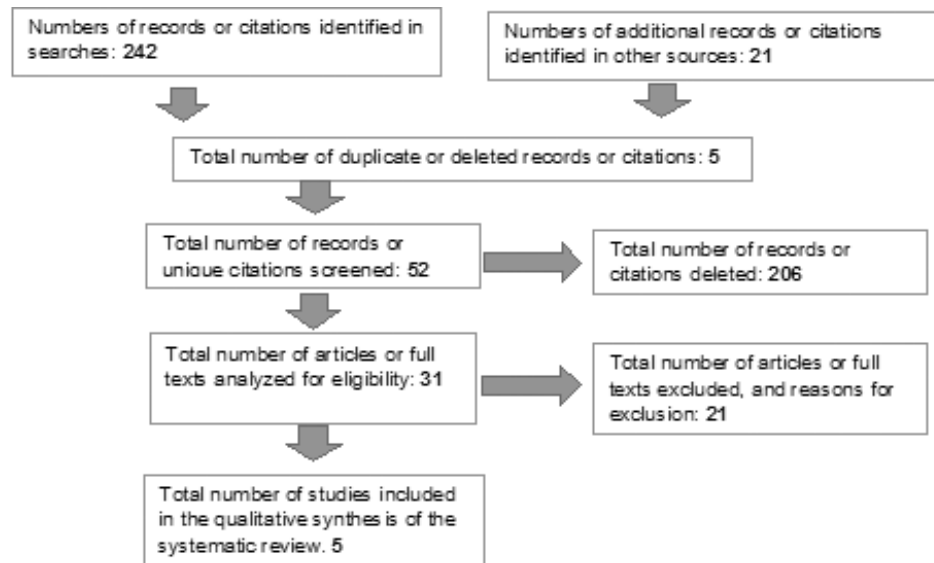 Numbers of records or citations identified in
searches: 242
Numbers of additional records or citations
identified in other sources: 21
Total number of duplicate or deleted records or citations: 5
Total number of records or
unique citations screened: 52
Total number of records or
citations deleted: 206
Total number of articles or full
texts analyzed for eligibility: 31
Total number of articles or full
texts excluded, and reasons for
exclusion: 21
Total number of studies included
in the qualitative synthesis of the
systematic review. 5